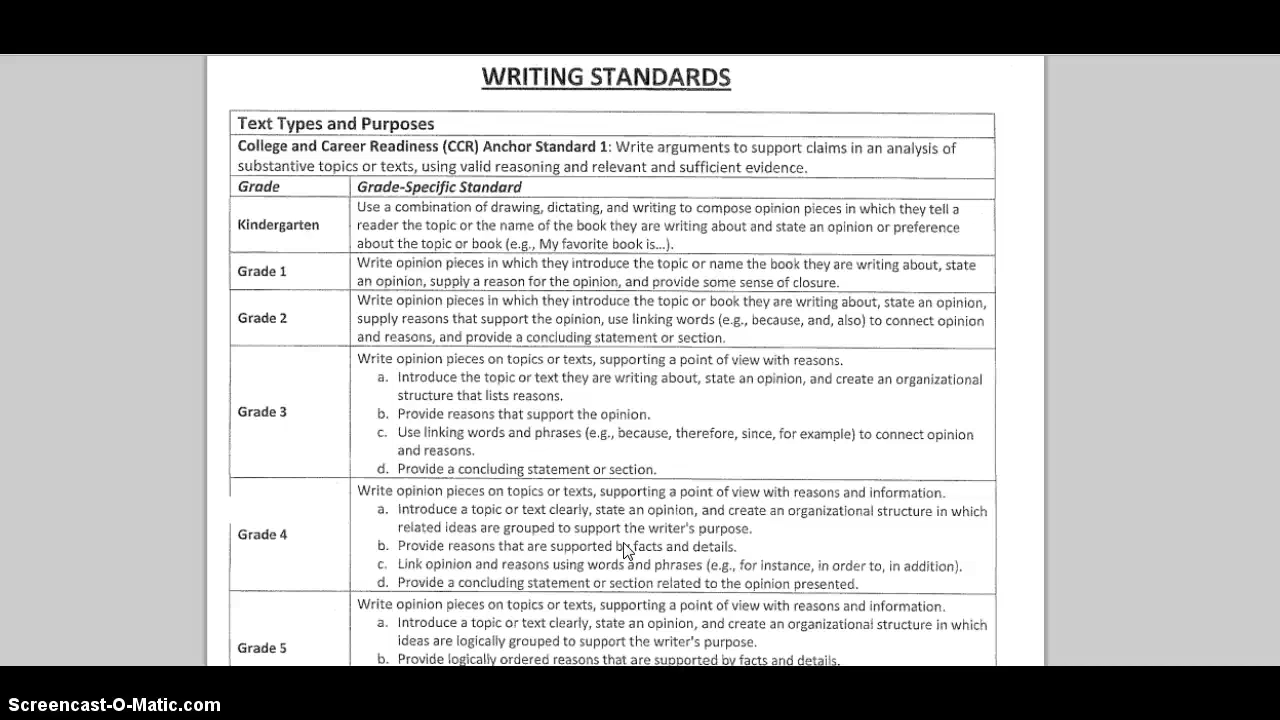 WRITING STANDARDS
Text Types and Purposes
College and Career Readiness (CCR) Anchor Standard 1: Write arguments to support claims in an analysis of
substantive topics or texts, using valid reasoning and relevant and sufficient evidence.
Grade Grade-Specific Standard
Kindergarten
Use a combination of drawing, dictating, and writing to compose opinion pieces in which they tell a
reader the topic or the name of the book they are writing about and state an opinion or preference
about the topic or book (e.g., My favorite book is...).
Grade 1
Write opinion pieces in which they introduce the topic or name the book they are writing about, state
an opinion, supply a reason for the opinion, and provide some sense of closure.
Grade 2
Write opinion pieces in which they introduce the topic or book they are writing about, state an opinion,
supply reasons that support the opinion, use linking words (e.g., because, and, also) to connect opinion
and reasons, and provide a concluding statement or section.
Grade 3
Write opinion pieces on topics or texts, supporting a point of view with reasons.
a. Introduce the topic or text they are writing about, state an opinion, and create an organizational
structure that lists reasons.
b. Provide reasons that support the opinion.
c. Use linking words and phrases (e.g., because, therefore, since, for example) to connect opinion
and reasons.
d. Provide a concluding statement or section.
Grade 4
Write opinion pieces on topics or texts, supporting a point of view with reasons and information.
a. Introduce a topic or text clearly, state an opinion, and create an organizational structure in which
related ideas are grouped to support the writer's purpose.
b. Provide reasons that are supported by facts and details.
c. Link opinion and reasons using words and phrases (e.g., for instance, in order to, in addition).
d. Provide a concluding statement or section related to the opinion presented.
Grade 5
Write opinion pieces on topics or texts, supporting a point of view with reasons and information.
a. Introduce a topic or text clearly, state an opinion, and create an organizational structure in which
ideas are logically grouped to support the writer's purpose.
b. Provide logically ordered reasons that are supported by facts and details.
Screencast-O-Matic.com